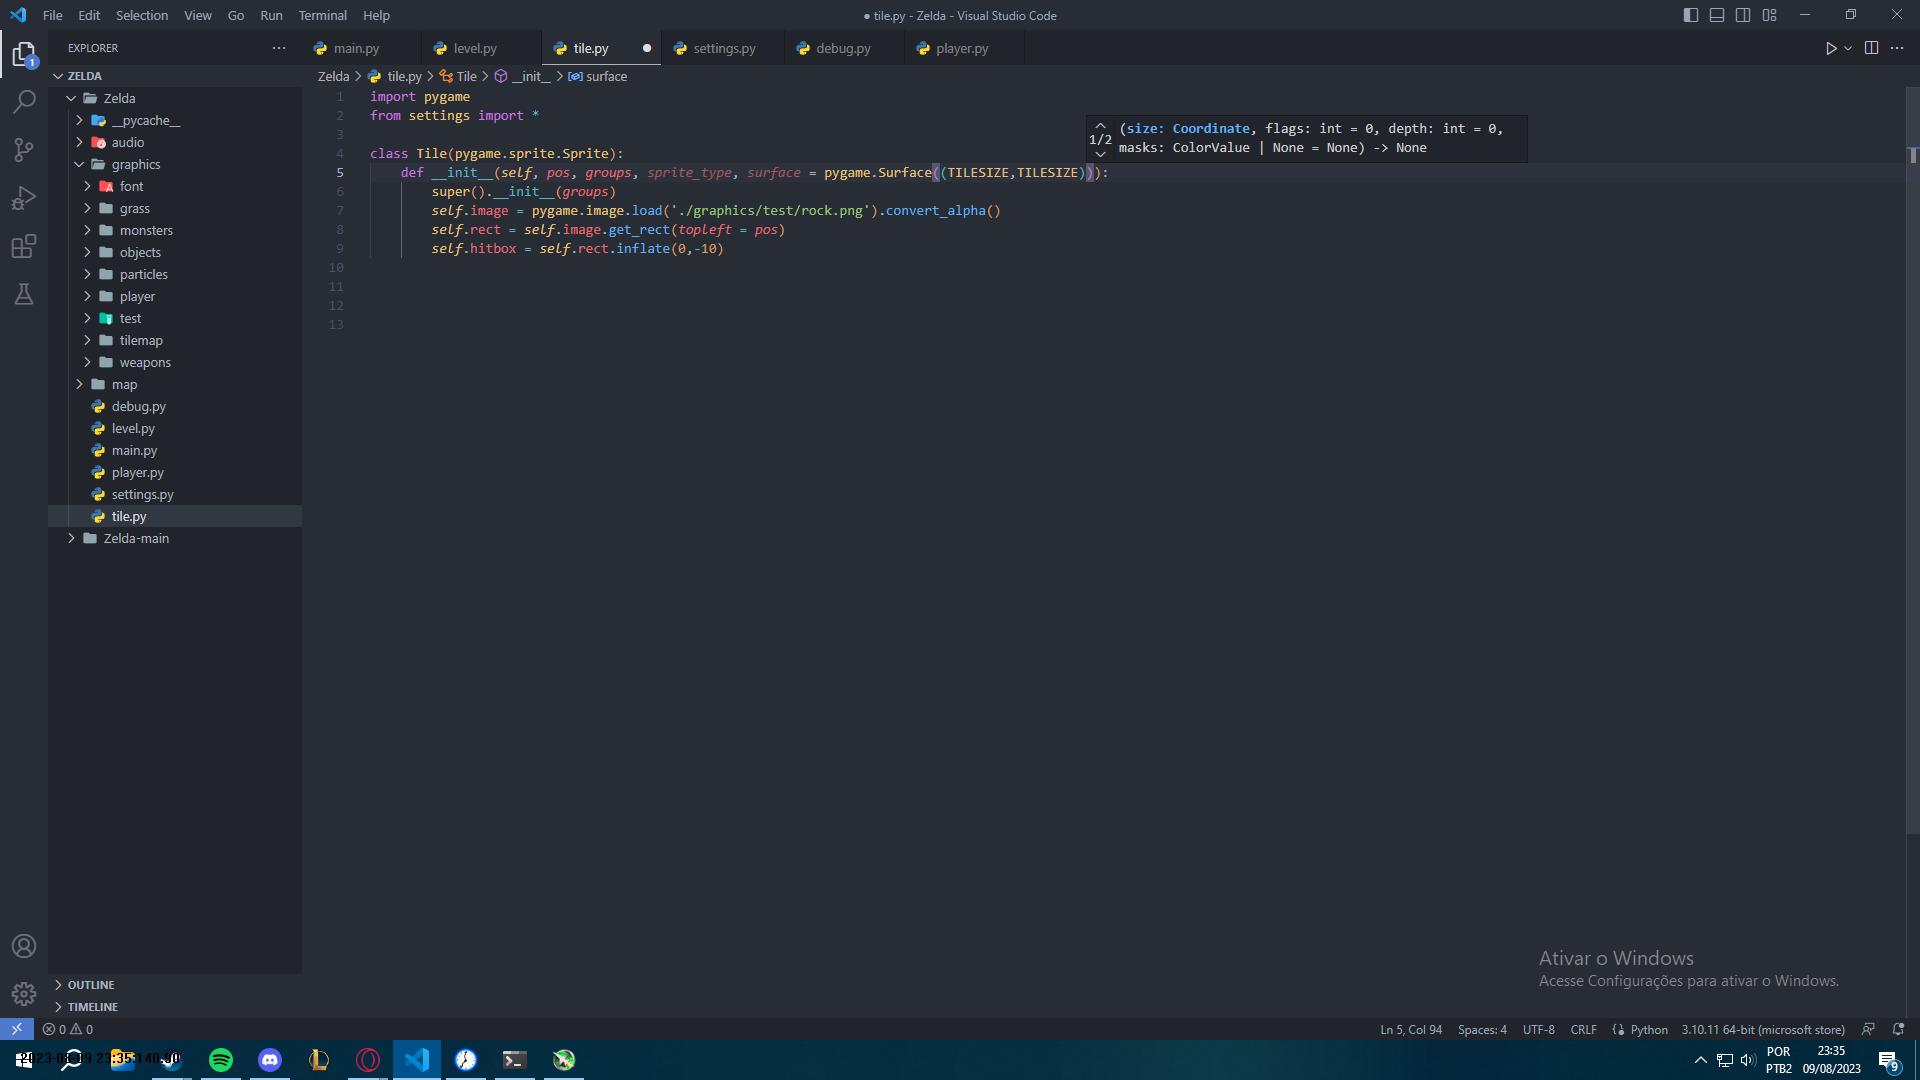 File Edit Selection View Go Run Terminal Help
● tile.py - Zelda - Visual Studio Code
EXPLORER
main.py
level.py
tile.py
settings.py
debug.py
player.py
1
ZELDA
Zelda
__pycache__
audio
graphics
font
grass
monsters
objects
particles
player
test
tilemap
weapons
map
debug.py
level.py
main.py
player.py
settings.py
tile.py
Zelda-main
OUTLINE
TIMELINE
Zelda > tile.py > Tile > __init__ > surface
1 import pygame
2 from settings import *
3
4 class Tile(pygame.sprite.Sprite):
5 def __init__(self, pos, groups, sprite_type, surface = pygame.Surface((TILESIZE,TILESIZE))):
6 super().__init__(groups)
7 self.image = pygame.image.load('./graphics/test/rock.png').convert_alpha()
8 self.rect = self.image.get_rect(topleft = pos)
9 self.hitbox = self.rect.inflate(0,-10)
10
11
12
13
1/2
(size: Coordinate, flags: int = 0, depth: int = 0,
masks: ColorValue | None = None) -> None
Ativar o Windows
Acesse Configurações para ativar o Windows.
0 0
Ln 5, Col 94 Spaces: 4 UTF-8 CRLF Python 3.10.11 64-bit (microsoft store)
POR
PTB2
23:35
09/08/2023
9